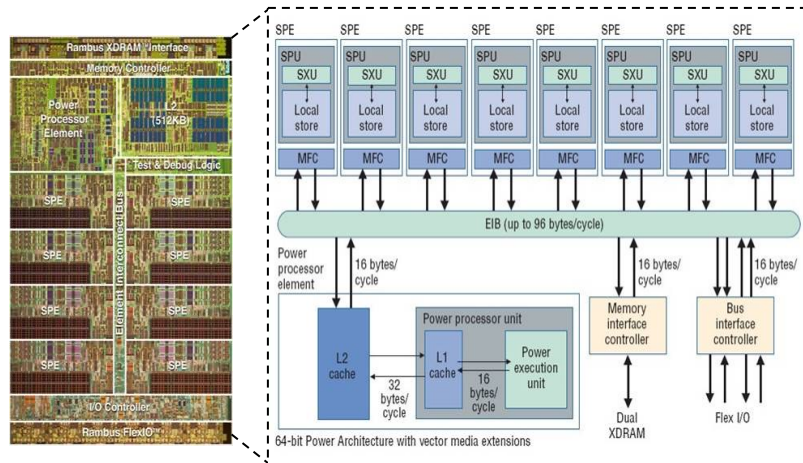 Rambus XDRAM™ Interface
Memory Controller
Power
Processor
Element
L2
(512KB)
Test & Debug Logic
SPE
SPE
SPE
SPE
SPE
SPE
SPE
SPE
Element Interconnect Bus
I/O Controller
Rambus FlexIO™
SPE SPE SPE SPE SPE SPE SPE SPE
SPU SPU SPU SPU SPU SPU SPU SPU
SXU SXU SXU SXU SXU SXU SXU SXU
Local Local Local Local Local Local Local Local
store store store store store store store store
MFC MFC MFC MFC MFC MFC MFC MFC
EIB (up to 96 bytes/cycle)
Power
processor
element
16 bytes/
cycle
16 bytes/
cycle
16 bytes/
cycle
Power processor unit
L2
cache
L1
cache
Power
execution
unit
32
bytes/
cycle
16
bytes/
cycle
64-bit Power Architecture with vector media extensions
Memory
interface
controller
Bus
interface
controller
Dual
XDRAM
Flex I/O